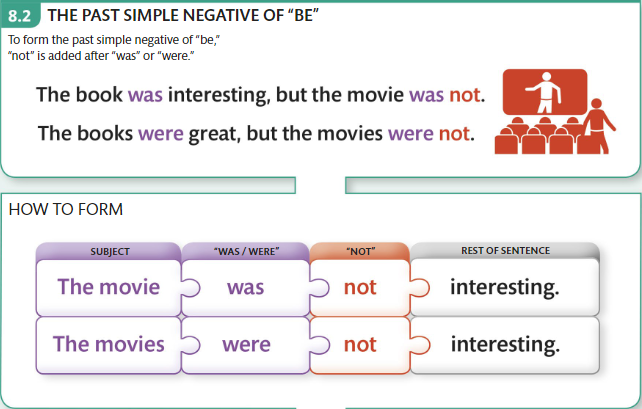 8.2 THE PAST SIMPLE NEGATIVE OF “BE”
To form the past simple negative of “be,”
“not” is added after “was” or “were.”
The book was interesting, but the movie was not.
The books were great, but the movies were not.
HOW TO FORM
SUBJECT “WAS / WERE” “NOT” REST OF SENTENCE
The movie was not interesting.
The movies were not interesting.